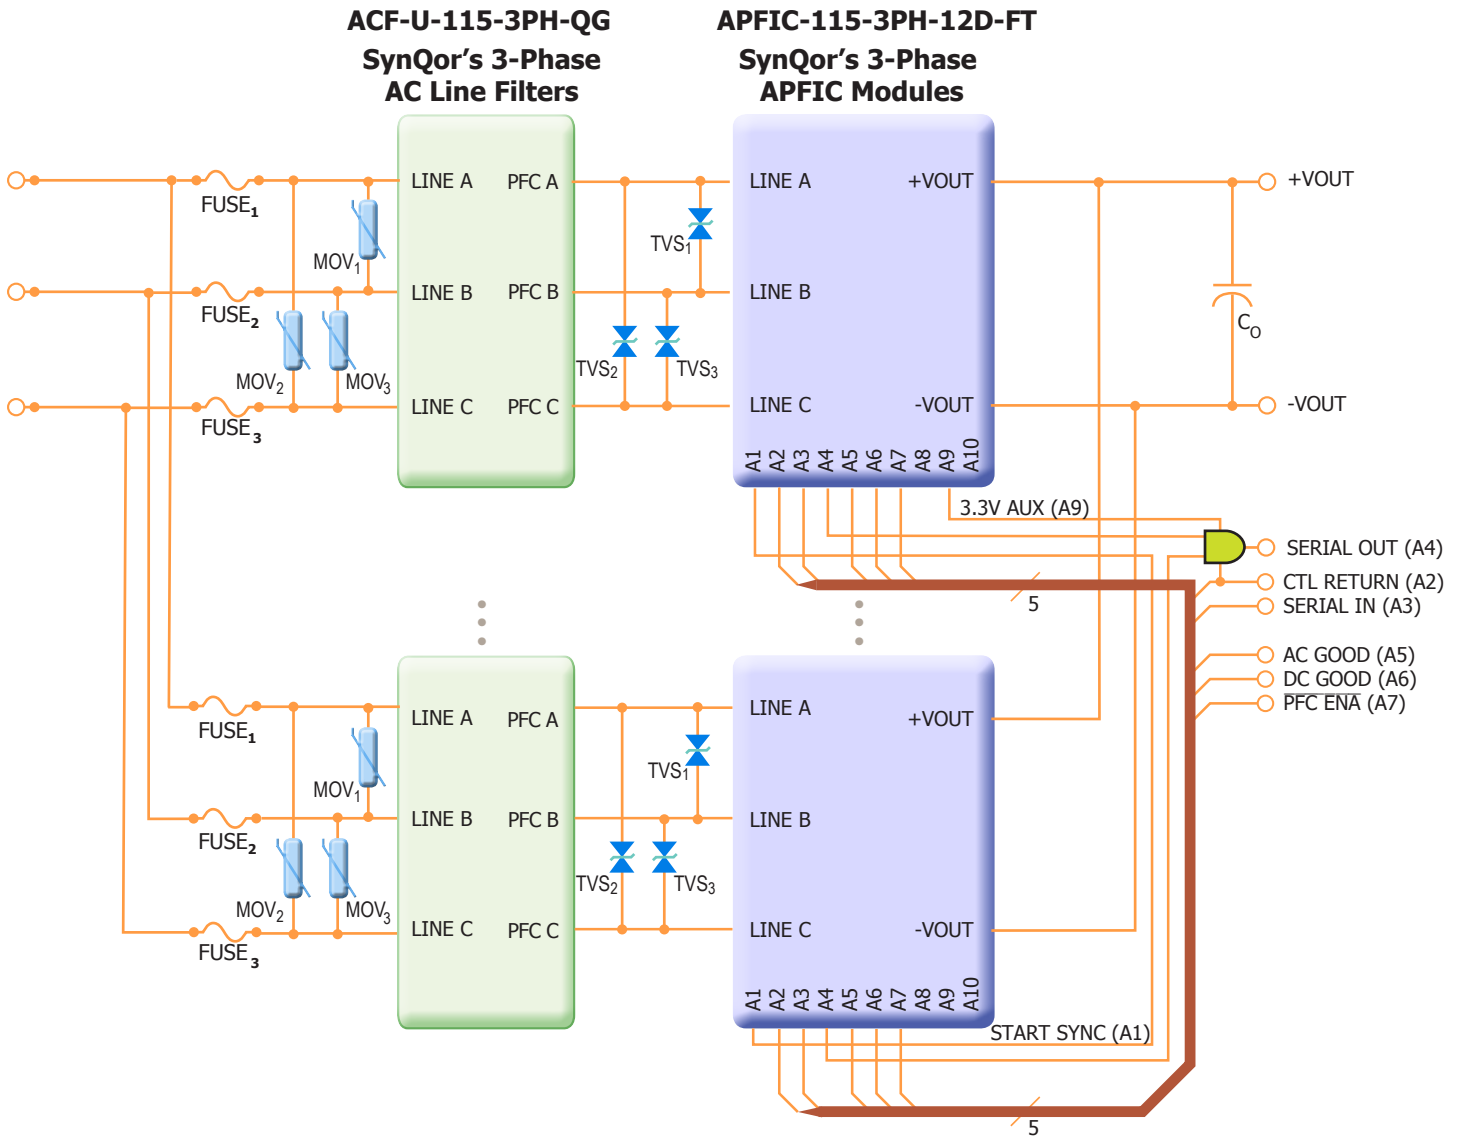 ACF-U-115-3PH-QG
SynQor's 3-Phase
AC Line Filters
APFIC-115-3PH-12D-FT
SynQor's 3-Phase
APFIC Modules
FUSE1
FUSE2
FUSE3
MOV1
MOV2
MOV3
LINE A
LINE B
LINE C
PFC A
PFC B
PFC C
TVS1
TVS2
TVS3
LINE A
LINE B
LINE C
+VOUT
-VOUT
A1 A2 A3 A4 A5 A6 A7 A8 A9 A10
+VOUT
CO
-VOUT
3.3V AUX (A9)
SERIAL OUT (A4)
CTL RETURN (A2)
SERIAL IN (A3)
AC GOOD (A5)
DC GOOD (A6)
PFC ENA (A7)
5
FUSE1
FUSE2
FUSE3
MOV1
MOV2
MOV3
LINE A
LINE B
LINE C
PFC A
PFC B
PFC C
TVS1
TVS2
TVS3
LINE A
LINE B
LINE C
+VOUT
-VOUT
A1 A2 A3 A4 A5 A6 A7 A8 A9 A10
START SYNC (A1)
5